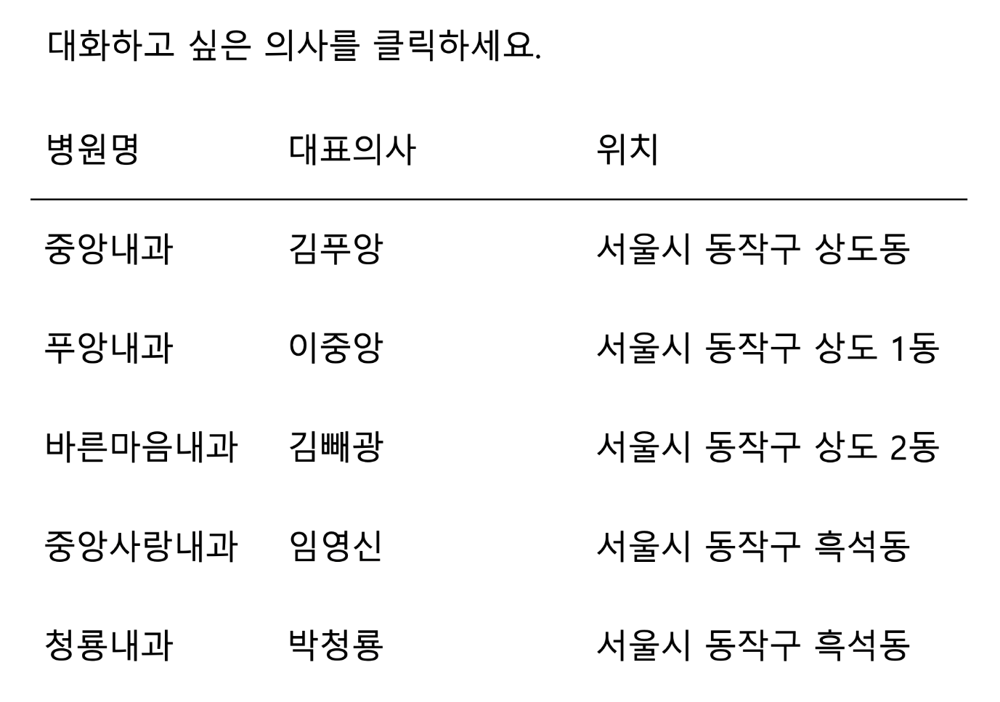 대화하고 싶은 의사를 클릭하세요.
병원명 대표의사 위치
중앙내과 김푸앙 서울시 동작구 상도동
푸앙내과 이중앙 서울시 동작구 상도 1동
바른마음내과 김빼광 서울시 동작구 상도 2동
중앙사랑내과 임영신 서울시 동작구 흑석동
청룡내과 박청룡 서울시 동작구 흑석동